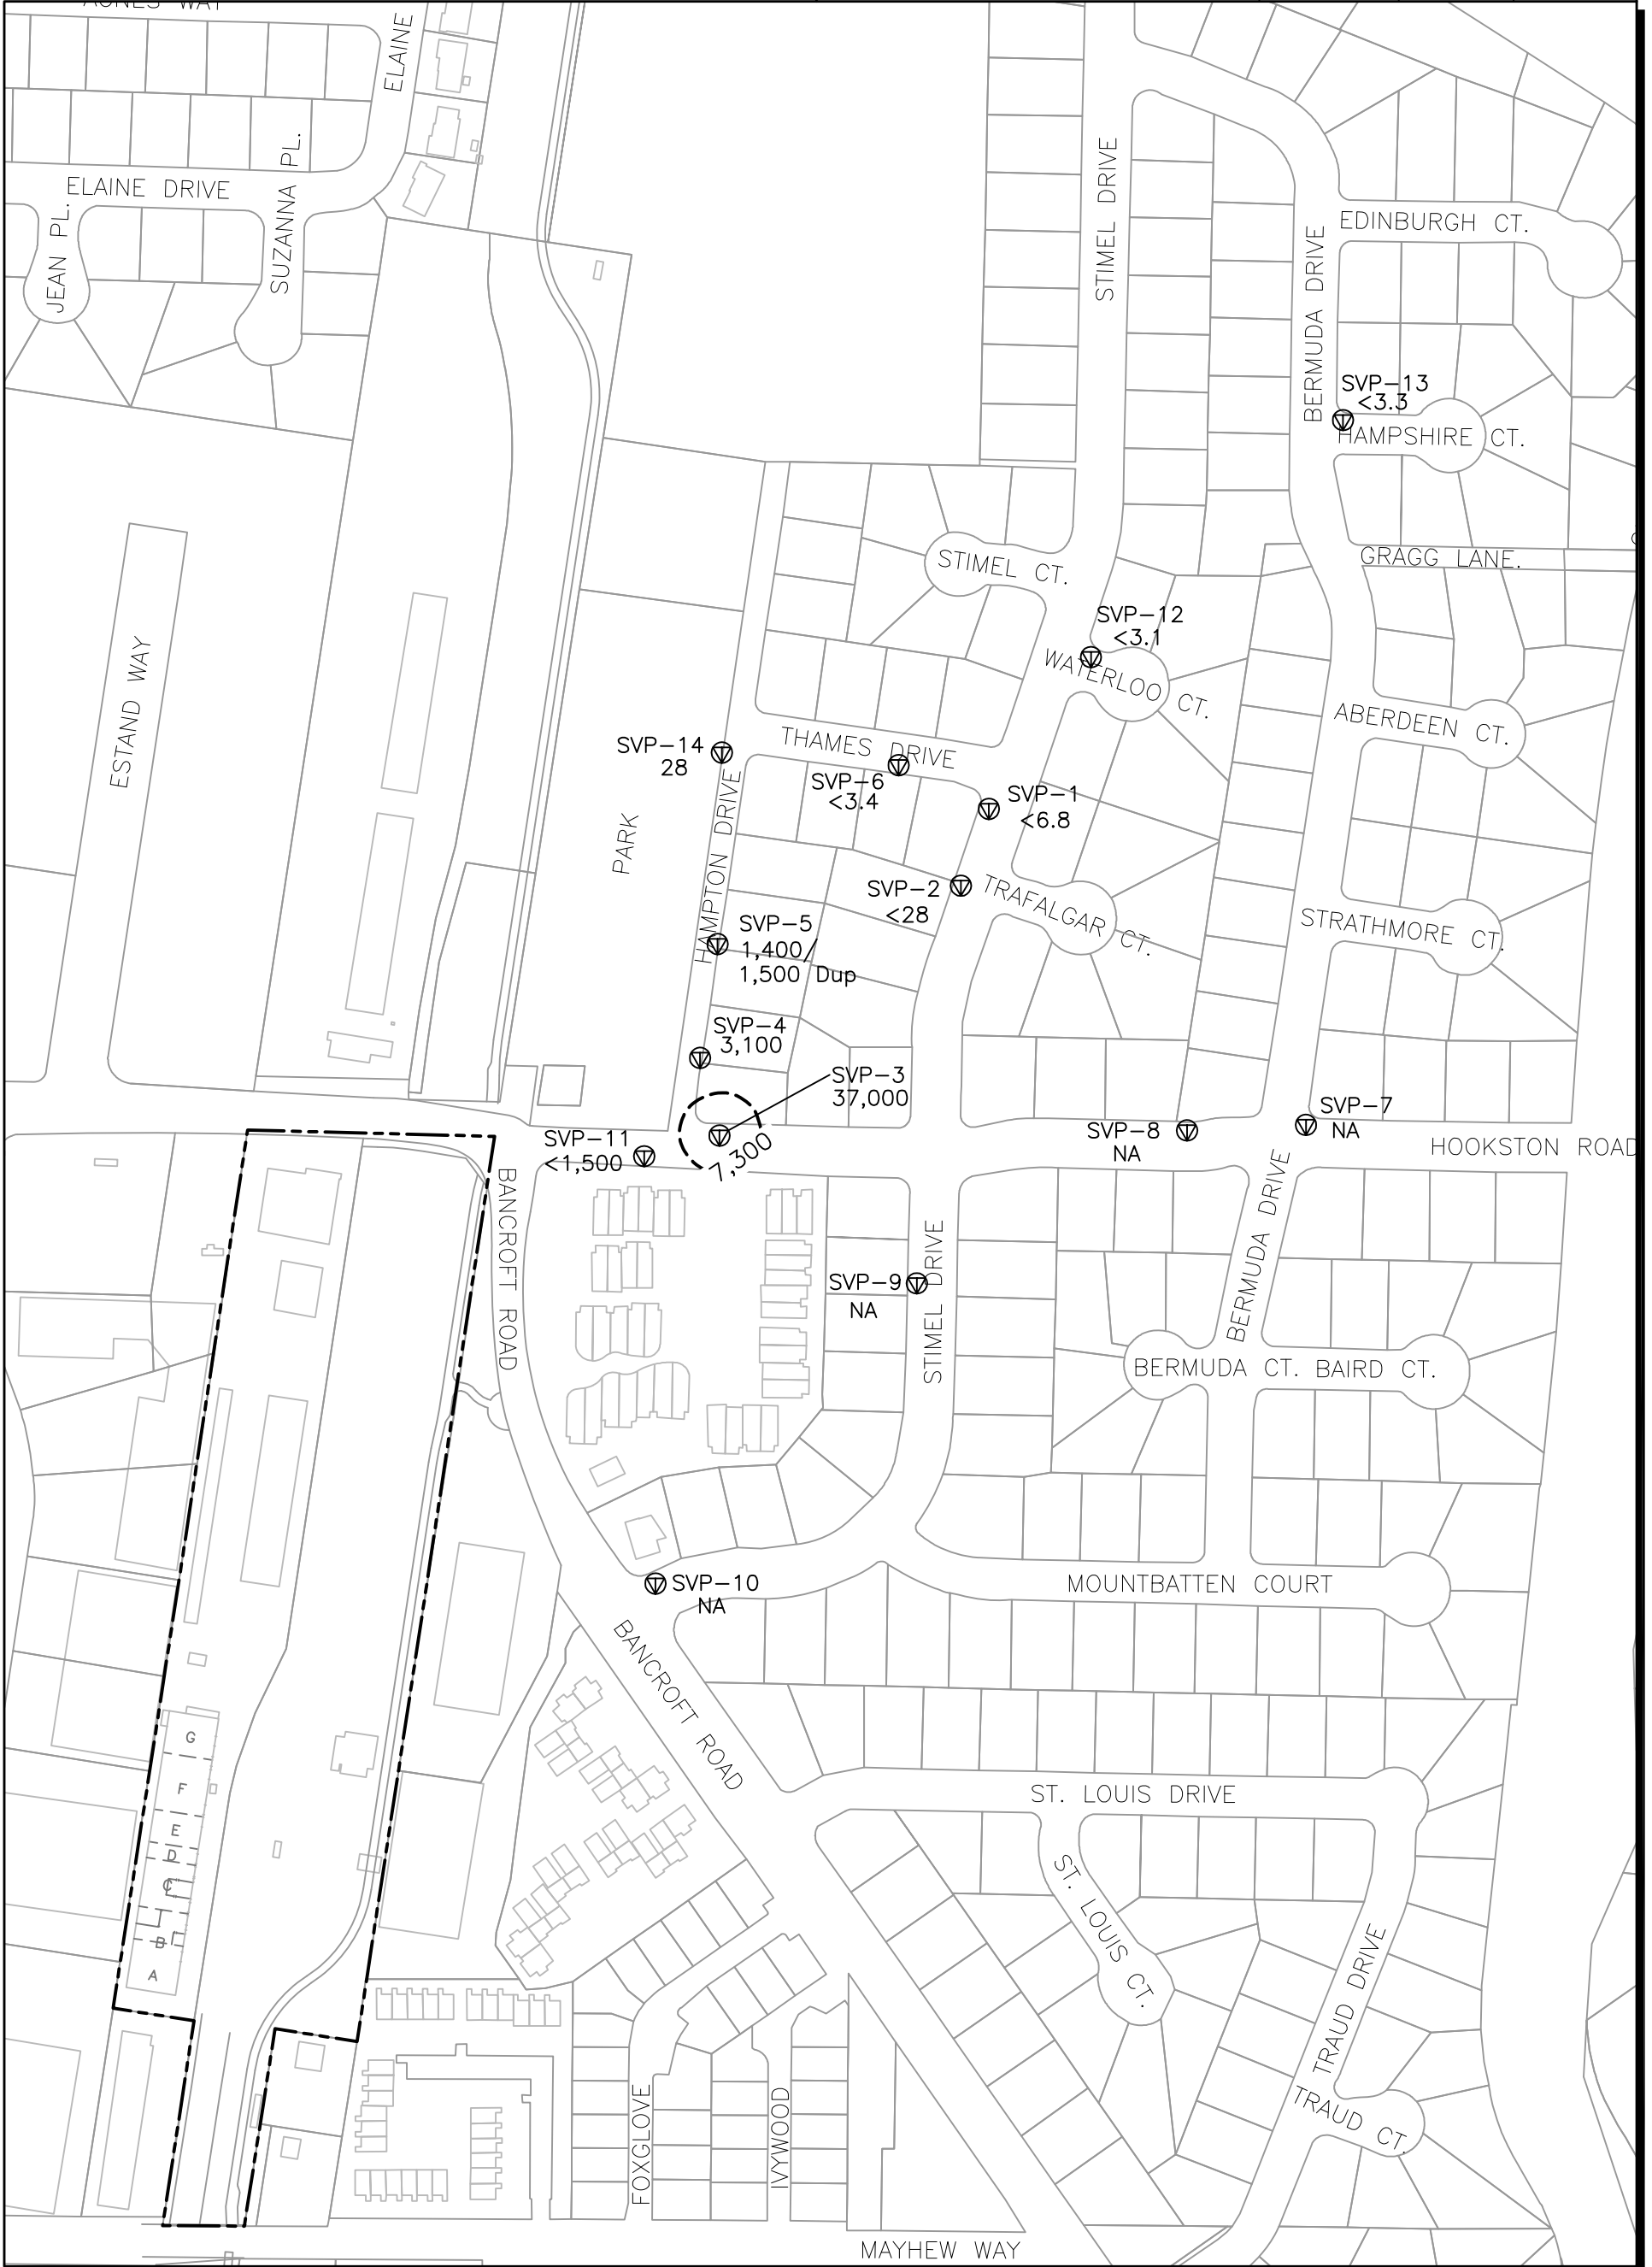 AGNES WAY
ELAINE
SUZANNA PL.
ELAINE DRIVE
JEAN PL.
STIMEL DRIVE
EDINBURGH CT.
BERMUDA DRIVE
SVP-13
<3.3
HAMPSHIRE CT.
GRAGG LANE.
STIMEL CT.
SVP-12
<3.1
WATERLOO CT.
ESTAND WAY
ABERDEEN CT.
THAMES DRIVE
SVP-14
28
SVP-6
<3.4
SVP-1
<6.8
PARK
HAMPTON DRIVE
SVP-2
<28
TRAFALGAR CT.
STRATHMORE CT.
SVP-5
1,400/
1,500 Dup
SVP-4
3,100
SVP-3
37,000
SVP-7
NA
SVP-8
NA
HOOKSTON ROAD
SVP-11
<1,500
7,300
BANCROFT ROAD
STIMEL DRIVE
BERMUDA DRIVE
SVP-9
NA
BERMUDA CT.
BAIRD CT.
SVP-10
NA
MOUNTBATTEN COURT
BANCROFT ROAD
G
F
E
D
C
B
A
ST. LOUIS DRIVE
ST. LOUIS CT.
TRAUD DRIVE
TRAUD CT.
FOXGLOVE
IVYWOOD
MAYHEW WAY